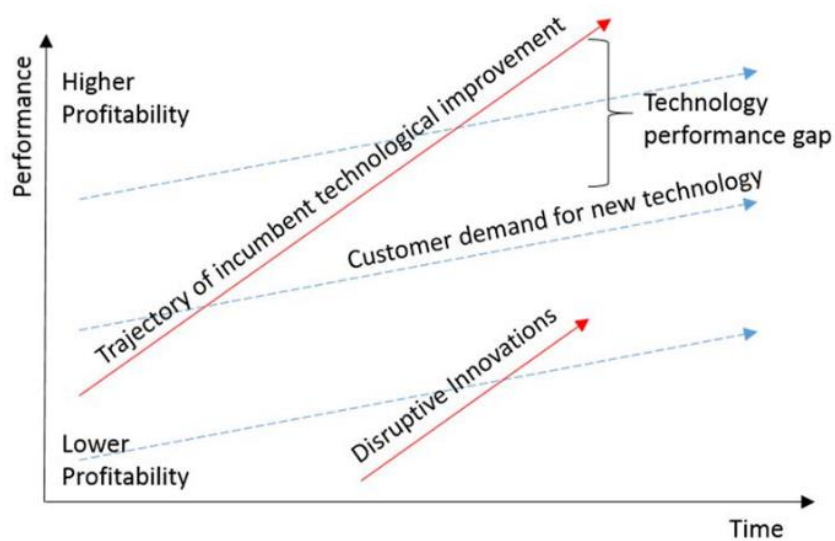 Performance
Higher
Profitability
Trajectory of incumbent technological improvement
Technology
performance gap
Customer demand for new technology
Disruptive Innovations
Lower
Profitability
Time